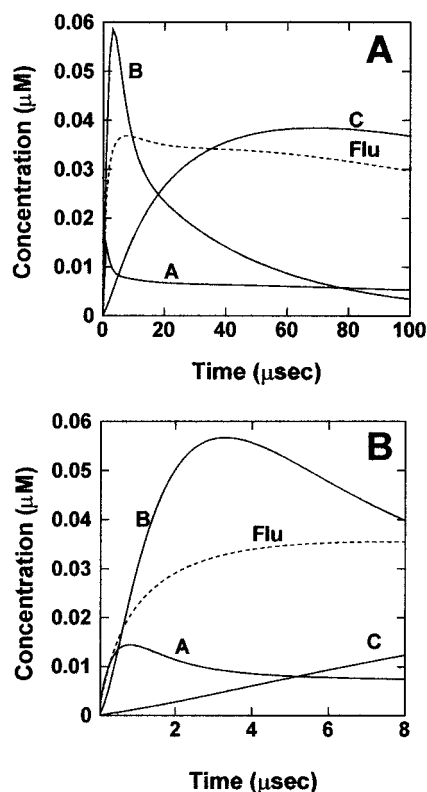 A
0.06
0.05
0.04
0.03
0.02
0.01
0
Concentration (μM)
B
C
Flu
A
0 20 40 60 80 100
Time (μsec)
B
0.06
0.05
0.04
0.03
0.02
0.01
0
Concentration (μM)
B
Flu
A
C
2 4 6 8
Time (μsec)